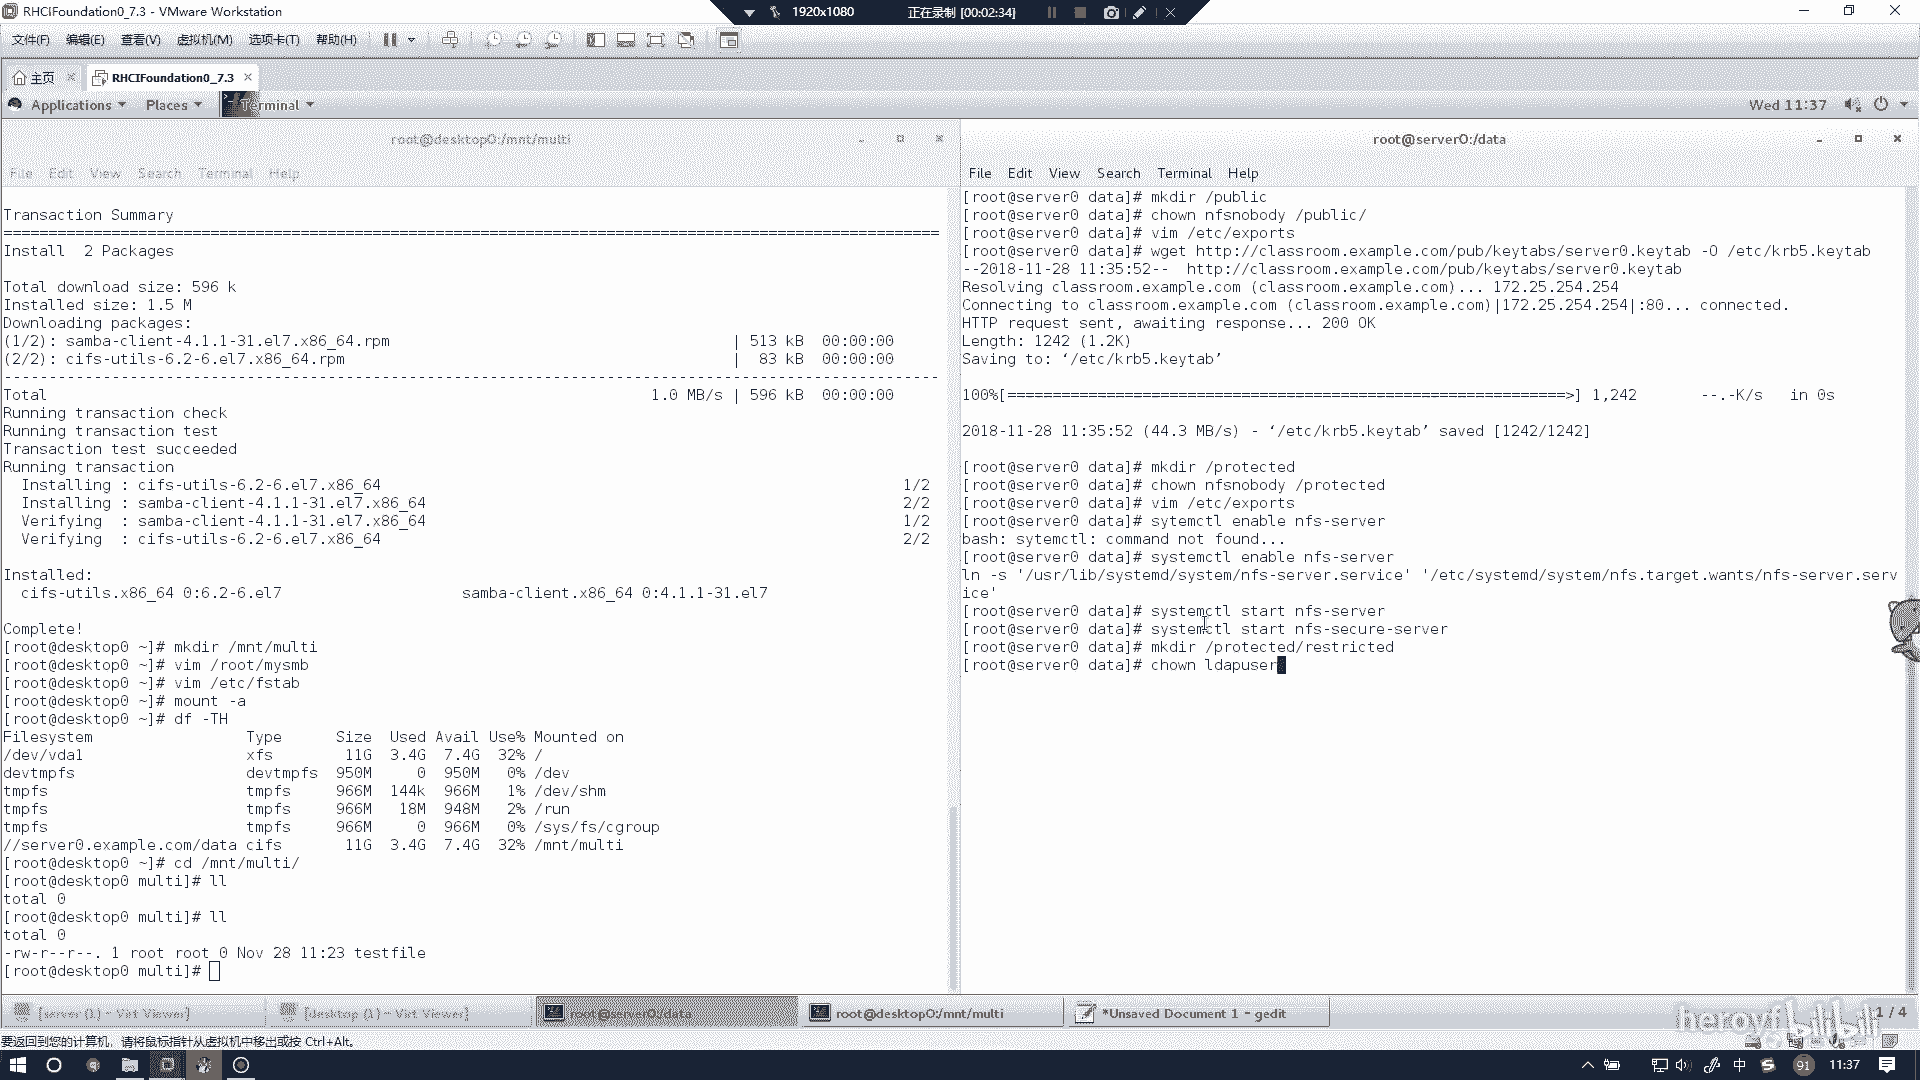 RHCIFoundation0_7.3 - VMware Workstation
1920x1080
正在录制 [00:02:34]
文件(F) 编辑(E) 查看(V) 虚拟机(M) 选项卡(T) 帮助(H)
主页
RHCIFoundation0_7.3
Applications Places Terminal
Wed 11:37
root@desktop0:/mnt/multi
File Edit View Search Terminal Help
Transaction Summary
================================================================================
Install  2 Packages
Total download size: 596 k
Installed size: 1.5 M
Downloading packages:
(1/2): samba-client-4.1.1-31.el7.x86_64.rpm | 513 kB 00:00:00
(2/2): cifs-utils-6.2-6.el7.x86_64.rpm | 83 kB 00:00:00
--------------------------------------------------------------------------------
Total 1.0 MB/s | 596 kB 00:00:00
Running transaction check
Running transaction test
Transaction test succeeded
Running transaction
Installing : cifs-utils-6.2-6.el7.x86_64 1/2
Installing : samba-client-4.1.1-31.el7.x86_64 2/2
Verifying : samba-client-4.1.1-31.el7.x86_64 1/2
Verifying : cifs-utils-6.2-6.el7.x86_64 2/2
Installed:
cifs-utils.x86_64 0:6.2-6.el7 samba-client.x86_64 0:4.1.1-31.el7
Complete!
[root@desktop0 ~]# mkdir /mnt/multi
[root@desktop0 ~]# vim /root/mysmb
[root@desktop0 ~]# vim /etc/fstab
[root@desktop0 ~]# mount -a
[root@desktop0 ~]# df -TH
Filesystem Type Size Used Avail Use% Mounted on
/dev/vda1 xfs 11G 3.4G 7.4G 32% /
devtmpfs devtmpfs 950M 0 950M 0% /dev
tmpfs tmpfs 966M 144k 966M 1% /dev/shm
tmpfs tmpfs 966M 18M 948M 2% /run
tmpfs tmpfs 966M 0 966M 0% /sys/fs/cgroup
//server0.example.com/data cifs 11G 3.4G 7.4G 32% /mnt/multi
[root@desktop0 ~]# cd /mnt/multi/
[root@desktop0 multi]# ll
total 0
[root@desktop0 multi]# ll
total 0
-rw-r--r--. 1 root root 0 Nov 28 11:23 testfile
[root@desktop0 multi]#
root@server0:/data
File Edit View Search Terminal Help
[root@server0 data]# mkdir /public
[root@server0 data]# chown nfsnobody /public/
[root@server0 data]# vim /etc/exports
[root@server0 data]# wget http://classroom.example.com/pub/keytabs/server0.keytab -O /etc/krb5.keytab
--2018-11-28 11:35:52-- http://classroom.example.com/pub/keytabs/server0.keytab
Resolving classroom.example.com (classroom.example.com)... 172.25.254.254
Connecting to classroom.example.com (classroom.example.com)|172.25.254.254|:80... connected.
HTTP request sent, awaiting response... 200 OK
Length: 1242 (1.2K)
Saving to: ‘/etc/krb5.keytab’
100%[==============================================================>] 1,242 --.-K/s in 0s
2018-11-28 11:35:52 (44.3 MB/s) - ‘/etc/krb5.keytab’ saved [1242/1242]
[root@server0 data]# mkdir /protected
[root@server0 data]# chown nfsnobody /protected
[root@server0 data]# vim /etc/exports
[root@server0 data]# sytemctl enable nfs-server
bash: sytemctl: command not found...
[root@server0 data]# systemctl enable nfs-server
ln -s '/usr/lib/systemd/system/nfs-server.service' '/etc/systemd/system/nfs.target.wants/nfs-server.serv
ice'
[root@server0 data]# systemctl start nfs-server
[root@server0 data]# systemctl start nfs-secure-server
[root@server0 data]# mkdir /protected/restricted
[root@server0 data]# chown ldapuser
[server (1) - Virt Viewer]
[desktop (1) - Virt Viewer]
root@server0:/data
root@desktop0:/mnt/multi
*Unsaved Document 1 - gedit
heroyf bilibili
1 / 4
要返回到您的计算机，请将鼠标指针从虚拟机中移出或按 Ctrl+Alt。
中
91
11:37